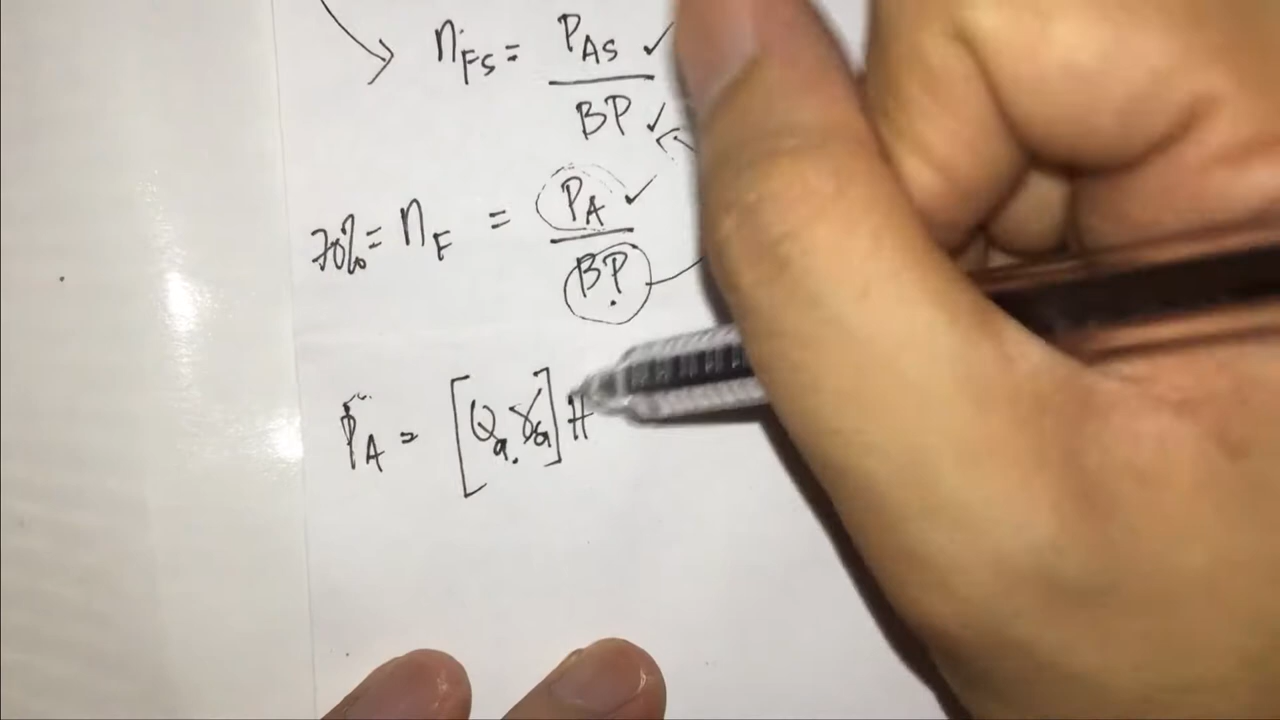 n_Fs = P_As ✓
BP ✓
70% = n_F = P_A ✓
BP
P_A = [Q_a γ_a] H